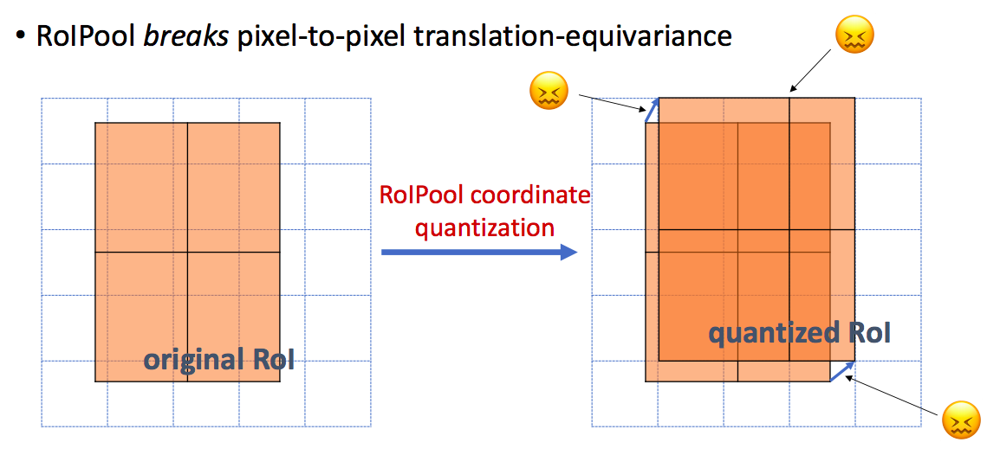 • RoIPool breaks pixel-to-pixel translation-equivariance
RoIPool coordinate
quantization
original RoI
quantized RoI